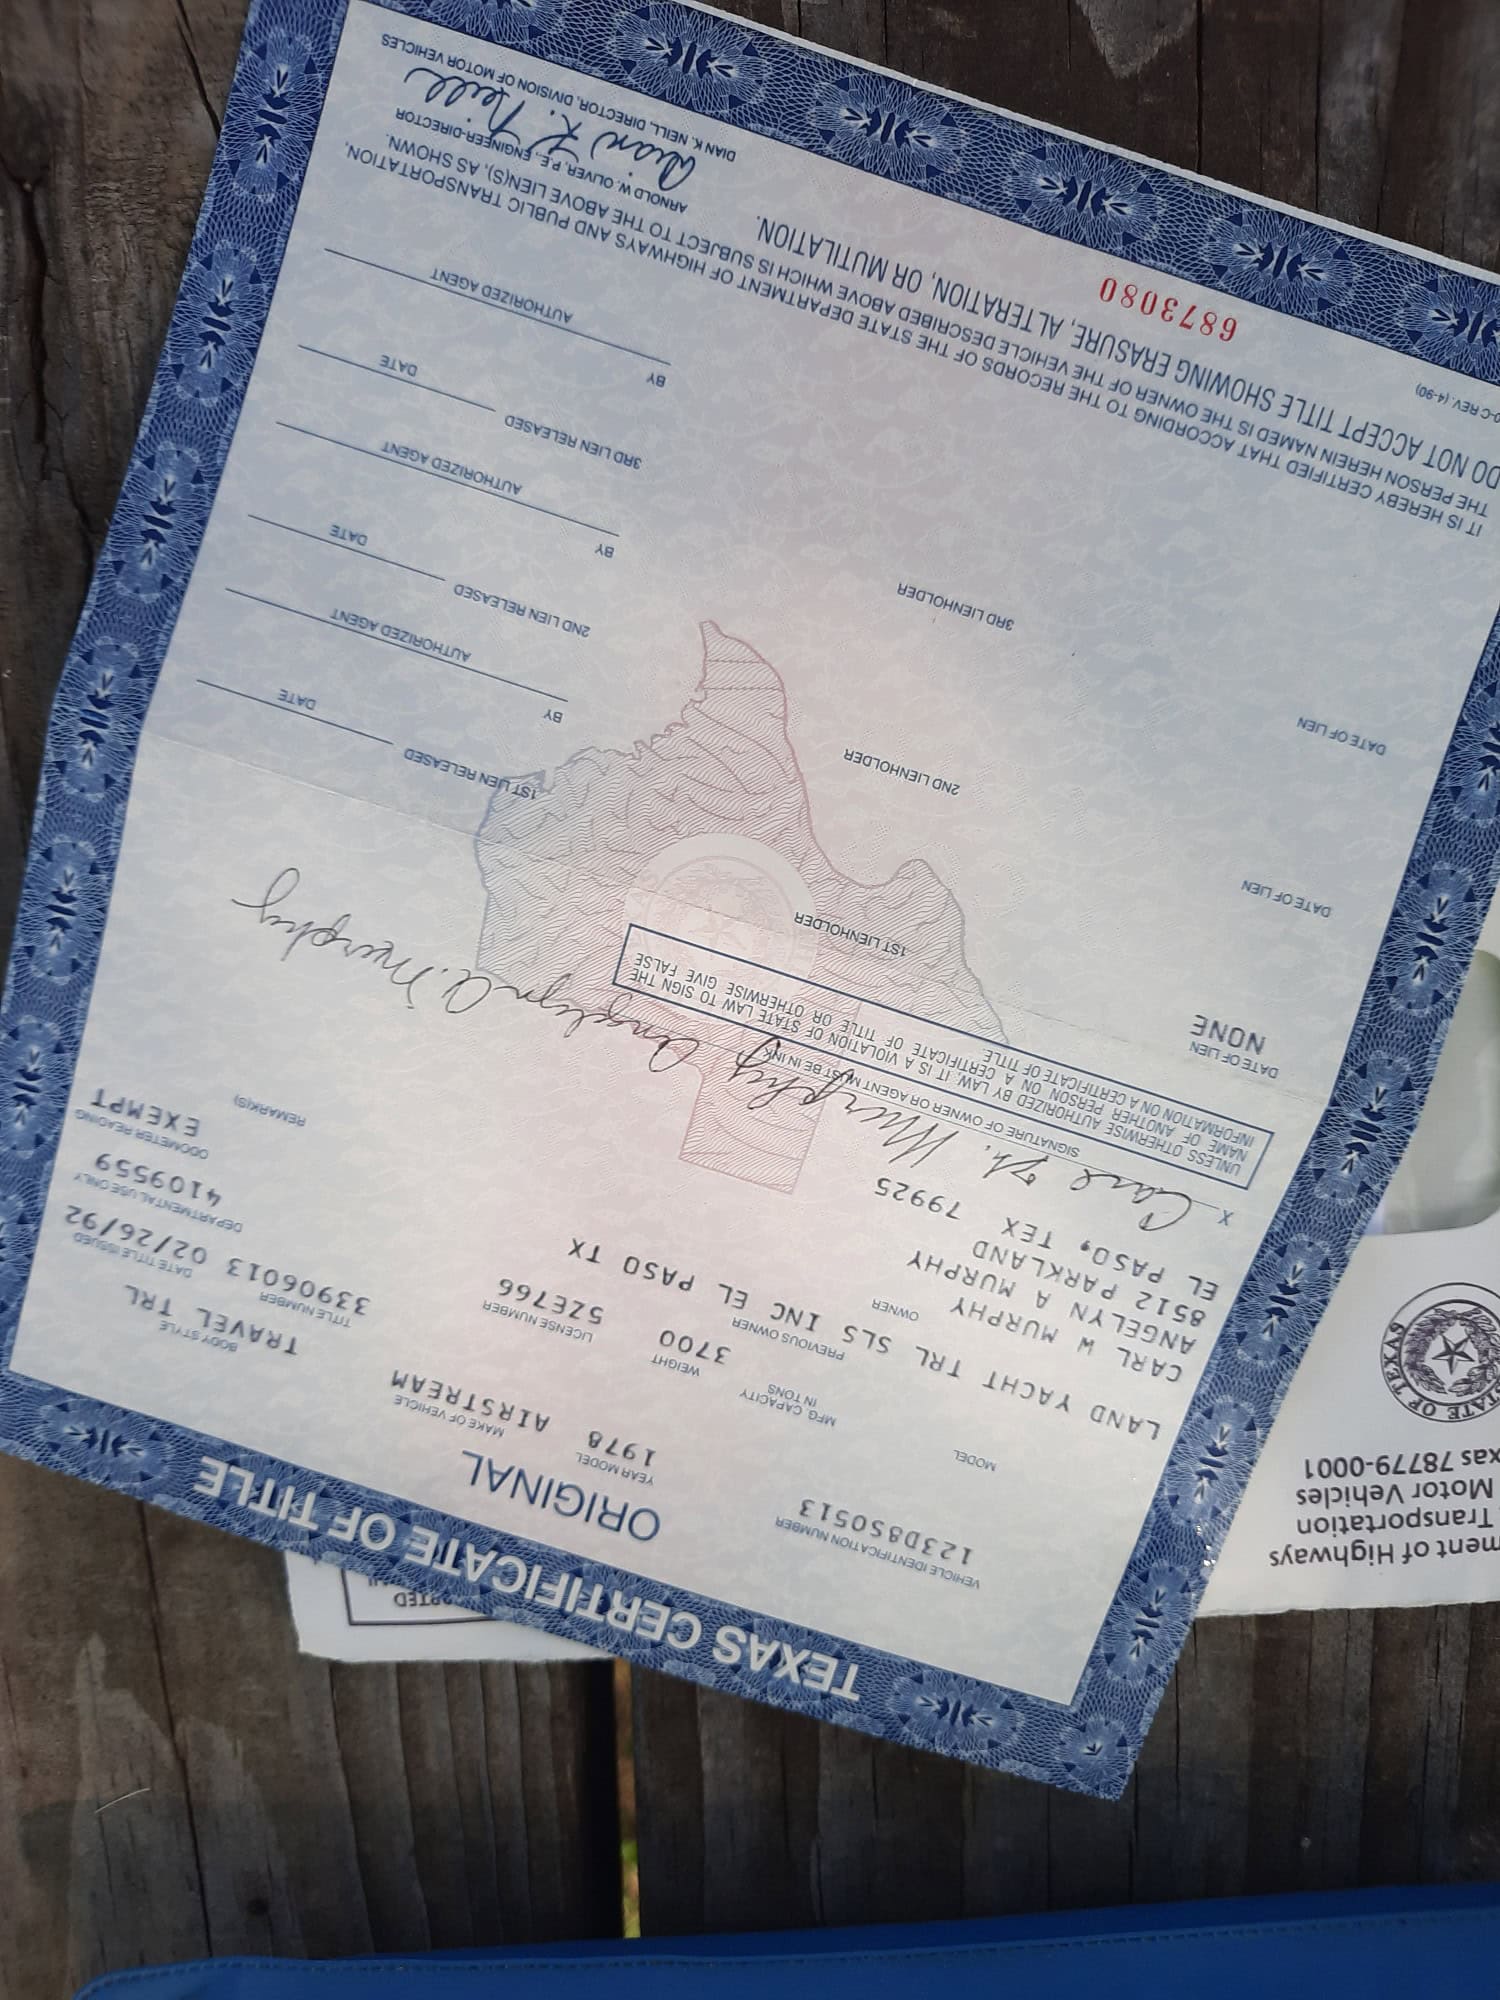 TEXAS CERTIFICATE OF TITLE
ORIGINAL
VEHICLE IDENTIFICATION NUMBER
123D8S0513
YEAR MODEL
1978
MAKE OF VEHICLE
AIRSTREAM
BODY STYLE
TRAVEL TRL
MODEL
MFG. CAPACITY
IN TONS
WEIGHT
3700
LICENSE NUMBER
5ZE766
TITLE NUMBER
33906013
DATE TITLE ISSUED
02/26/92
LAND YACHT TRL SLS INC EL PASO TX
PREVIOUS OWNER
DEPARTMENTAL USE ONLY
4109559
OWNER
CARL W MURPHY
ANGELYN A MURPHY
8512 PARKLAND
EL PASO, TEX 79925
ODOMETER READING
EXEMPT
REMARK(S)
X Carl W. Murphy Angelyn A. Murphy
SIGNATURE OF OWNER OR AGENT MUST BE IN INK
UNLESS OTHERWISE AUTHORIZED BY LAW, IT IS A VIOLATION OF STATE LAW TO SIGN THE
NAME OF ANOTHER PERSON ON A CERTIFICATE OF TITLE OR OTHERWISE GIVE FALSE
INFORMATION ON A CERTIFICATE OF TITLE.
DATE OF LIEN
NONE
1ST LIENHOLDER
1ST LIEN RELEASED
DATE
BY
AUTHORIZED AGENT
DATE OF LIEN
2ND LIENHOLDER
2ND LIEN RELEASED
DATE
BY
AUTHORIZED AGENT
DATE OF LIEN
3RD LIENHOLDER
3RD LIEN RELEASED
DATE
BY
AUTHORIZED AGENT
IT IS HEREBY CERTIFIED THAT ACCORDING TO THE RECORDS OF THE STATE DEPARTMENT OF HIGHWAYS AND PUBLIC TRANSPORTATION,
THE PERSON HEREIN NAMED IS THE OWNER OF THE VEHICLE DESCRIBED ABOVE WHICH IS SUBJECT TO THE ABOVE LIEN(S), AS SHOWN.
DO NOT ACCEPT TITLE SHOWING ERASURE, ALTERATION, OR MUTILATION.
ARNOLD W. OLIVER, P.E., ENGINEER-DIRECTOR
Dian K. Neill
DIAN K. NEILL, DIRECTOR, DIVISION OF MOTOR VEHICLES
0-C REV. (4-90)
6873080
ment of Highways
Transportation
Motor Vehicles
xas 78779-0001
STATE OF TEXAS